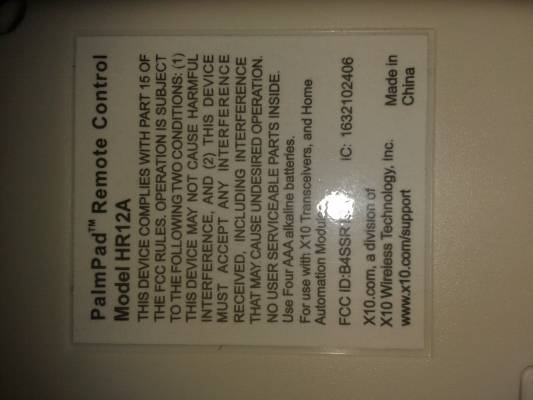 PalmPad™ Remote Control
Model HR12A
THIS DEVICE COMPLIES WITH PART 15 OF
THE FCC RULES. OPERATION IS SUBJECT
TO THE FOLLOWING TWO CONDITIONS: (1)
THIS DEVICE MAY NOT CAUSE HARMFUL
INTERFERENCE, AND (2) THIS DEVICE
MUST ACCEPT ANY INTERFERENCE
RECEIVED, INCLUDING INTERFERENCE
THAT MAY CAUSE UNDESIRED OPERATION.
NO USER SERVICEABLE PARTS INSIDE.
Use Four AAA alkaline batteries.
For use with X10 Transceivers, and Home
Automation
FCC ID: IC: 1632102406
X10.com, a division of
X10 Wireless Technology, Inc. Made in
www.x10.com/support China